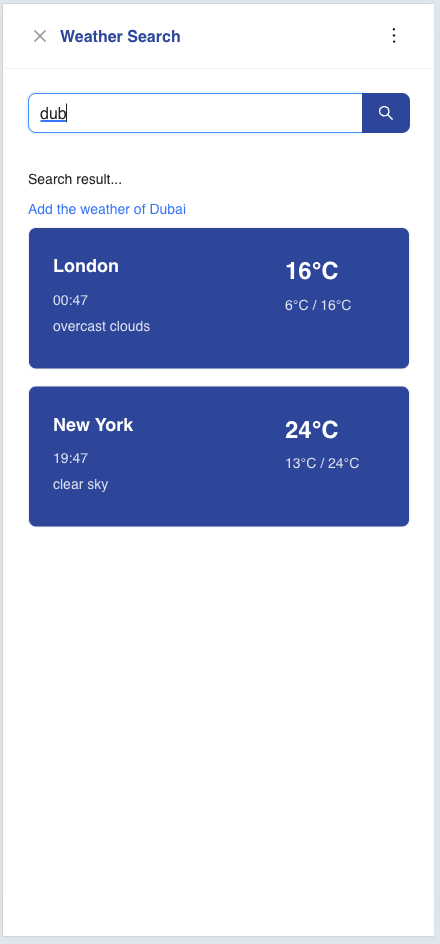 Weather Search
dub
Search result...
Add the weather of Dubai
London
16°C
00:47
6°C / 16°C
overcast clouds
New York
24°C
19:47
13°C / 24°C
clear sky